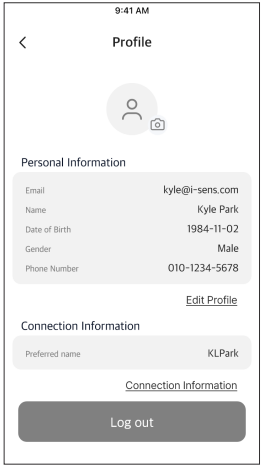 9:41 AM
Profile
Personal Information
Email kyle@i-sens.com
Name Kyle Park
Date of Birth 1984-11-02
Gender Male
Phone Number 010-1234-5678
Edit Profile
Connection Information
Preferred name KLPark
Connection Information
Log out